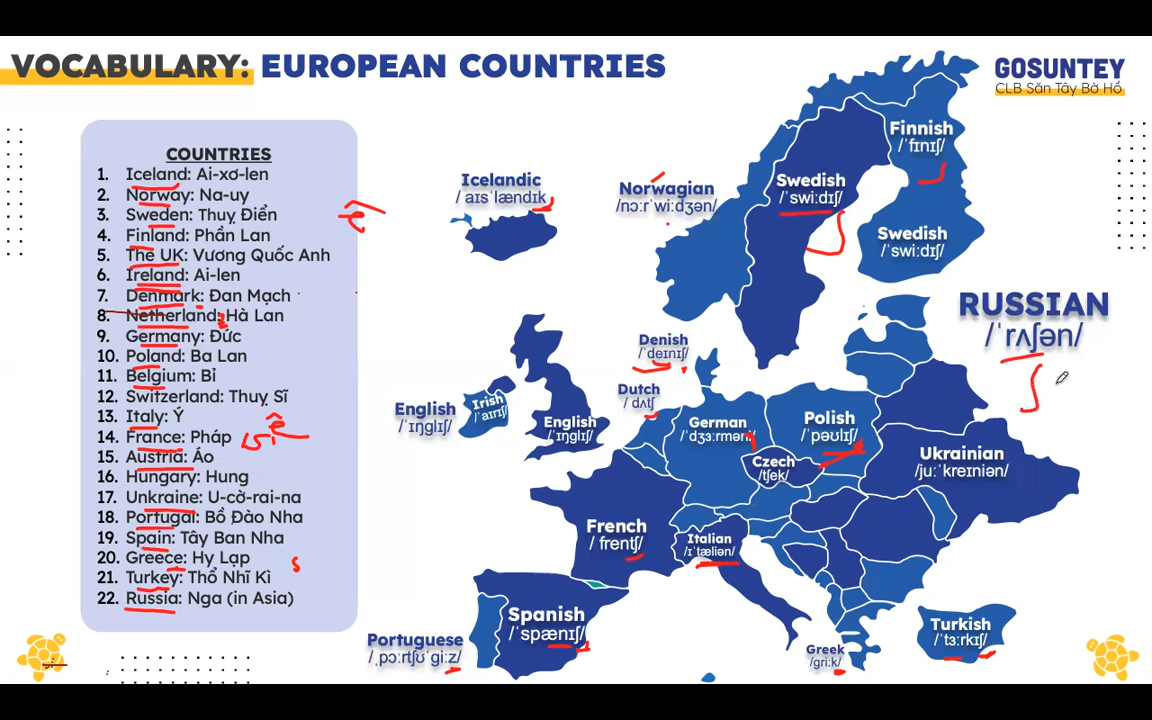 VOCABULARY: EUROPEAN COUNTRIES
GOSUNTEY
CLB Săn Tây Bờ Hồ
COUNTRIES
1. Iceland: Ai-xơ-len
2. Norway: Na-uy
3. Sweden: Thuỵ Điển
4. Finland: Phần Lan
5. The UK: Vương Quốc Anh
6. Ireland: Ai-len
7. Denmark: Đan Mạch
8. Netherland: Hà Lan
9. Germany: Đức
10. Poland: Ba Lan
11. Belgium: Bỉ
12. Switzerland: Thuỵ Sĩ
13. Italy: Ý
14. France: Pháp
15. Austria: Áo
16. Hungary: Hung
17. Unkraine: U-cờ-rai-na
18. Portugal: Bồ Đào Nha
19. Spain: Tây Ban Nha
20. Greece: Hy Lạp
21. Turkey: Thổ Nhĩ Kì
22. Russia: Nga (in Asia)
Icelandic
/aɪsˈlændɪk
Norwagian
/nɔːrˈwiːdʒən/
Swedish
/ˈswiːdɪʃ/
Finnish
/ˈfɪnɪʃ/
Swedish
/ˈswiːdɪʃ/
RUSSIAN
/ˈrʌʃən/
Denish
/ˈdeɪnɪʃ/
Dutch
/dʌtʃ
English
/ˈɪŋglɪʃ/
Irish
/ˈaɪrɪʃ/
English
/ˈɪŋglɪʃ/
German
/ˈdʒɜːrmən/
Polish
/ˈpəʊlɪʃ/
Czech
/tʃek/
Ukrainian
/juːˈkreɪniən/
French
/frentʃ/
Italian
/ɪˈtæliən/
Spanish
/ˈspænɪʃ/
Portuguese
/ˌpɔːrtʃʊˈɡiːz/
Greek
/ɡriːk/
Turkish
/ˈtɜːrkɪʃ/